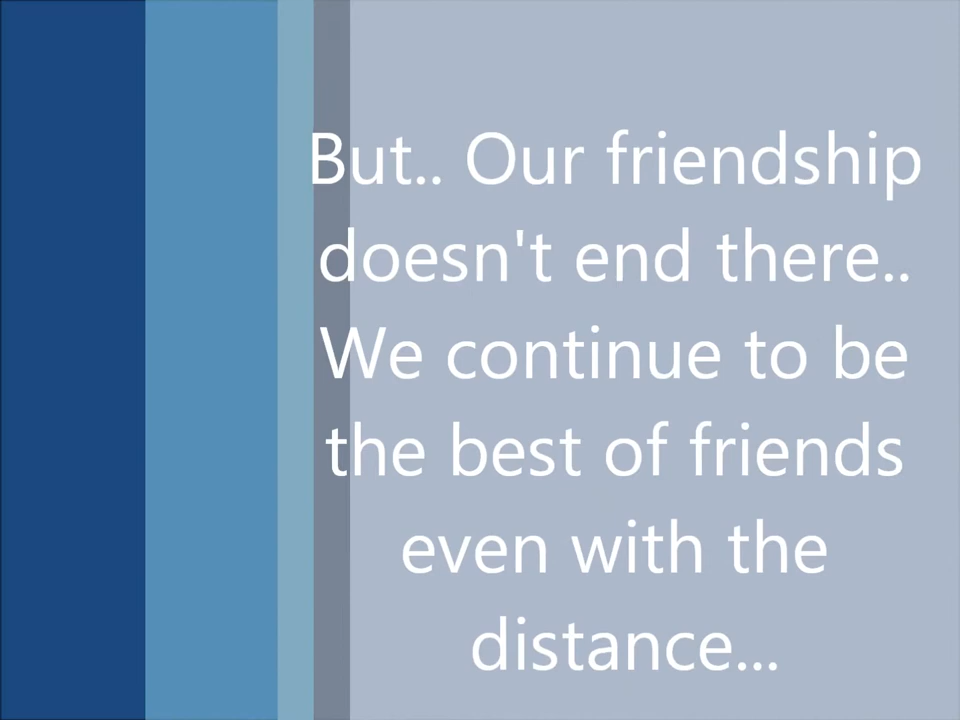 But.. Our friendship
doesn't end there..
We continue to be
the best of friends
even with the
distance...